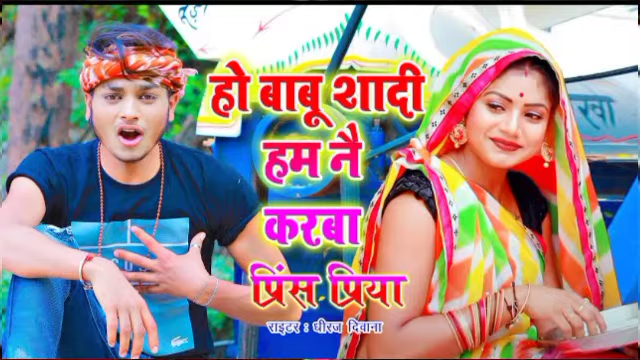 हो बाबू शादी
हम नै
करबा
प्रिंस प्रिया
राइटर : धीरज दिवाना